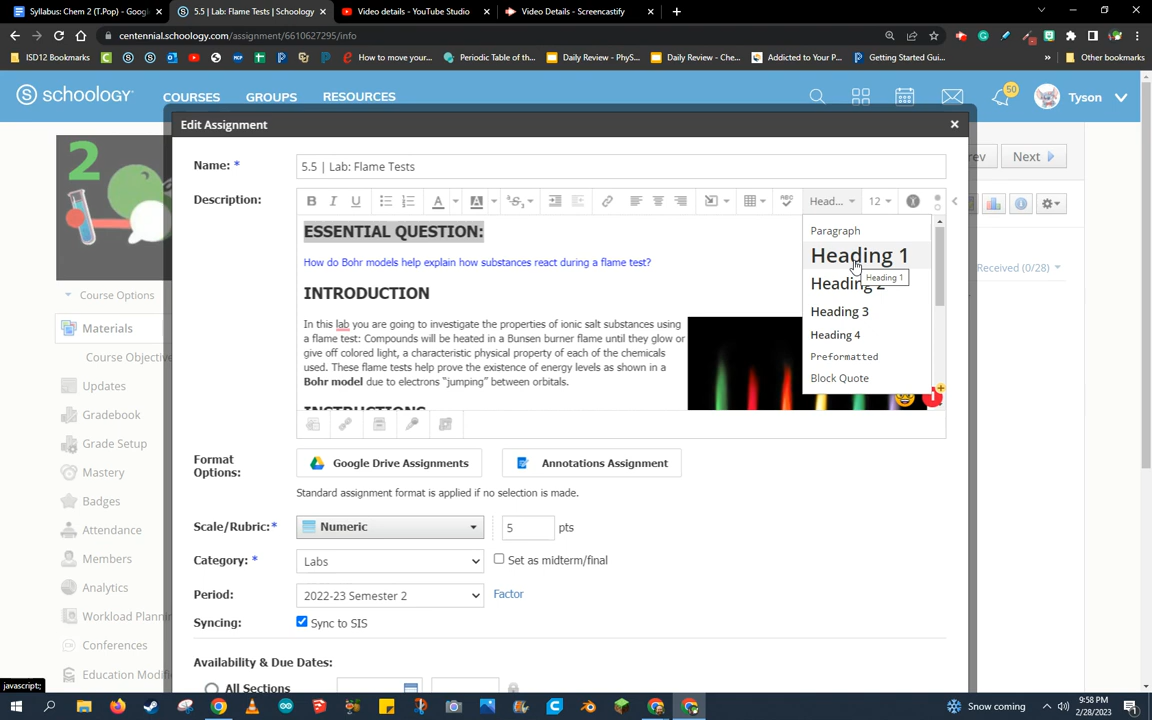 Syllabus: Chem 2 (T.Pop) - Goog
5.5 | Lab: Flame Tests | Schoology
Video details - YouTube Studio
Video Details - Screencastify
centennial.schoology.com/assignment/6610627295/info
ISD12 Bookmarks
How to move your...
Periodic Table of th...
Daily Review - PhyS...
Daily Review - Che...
Addicted to Your P...
Getting Started Gui...
Other bookmarks
S schoology
COURSES
GROUPS
RESOURCES
50
Tyson
Edit Assignment
2
Name: *
5.5 | Lab: Flame Tests
rev
Next
Description:
B I U
A
A
ABC
Head...
12
ESSENTIAL QUESTION:
How do Bohr models help explain how substances react during a flame test?
INTRODUCTION
In this lab you are going to investigate the properties of ionic salt substances using
a flame test: Compounds will be heated in a Bunsen burner flame until they glow or
give off colored light, a characteristic physical property of each of the chemicals
used. These flame tests help prove the existence of energy levels as shown in a
Bohr model due to electrons "jumping" between orbitals.
INSTRUCTIONS
Paragraph
Heading 1
Heading 1
Heading 2
Heading 3
Heading 4
Preformatted
Block Quote
Received (0/28)
Course Options
Materials
Course Objectiv
Updates
Gradebook
Grade Setup
Mastery
Badges
Attendance
Members
Analytics
Workload Plannin
Conferences
Education Modifi
Format
Options:
Google Drive Assignments
Annotations Assignment
Standard assignment format is applied if no selection is made.
Scale/Rubric:*
Numeric
5
pts
Category: *
Labs
Set as midterm/final
Period:
2022-23 Semester 2
Factor
Syncing:
Sync to SIS
Availability & Due Dates:
All Sections
javascript:;
Snow coming
9:58 PM
2/28/2023